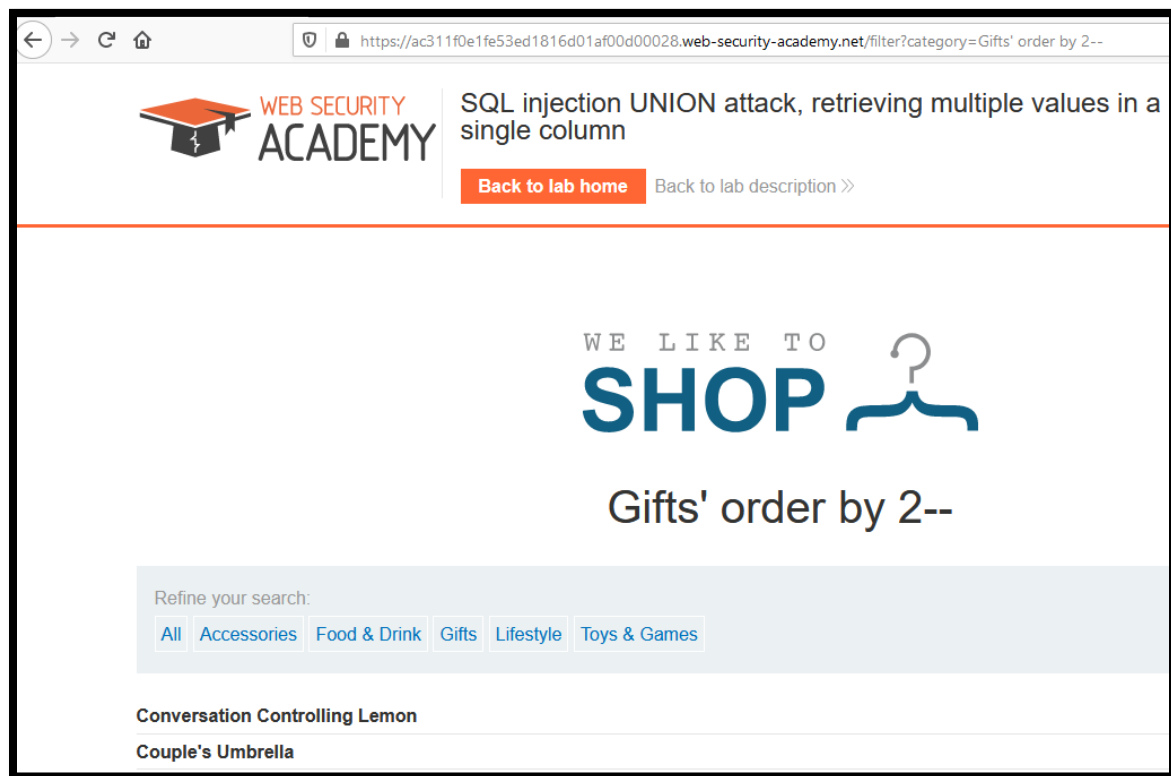 https://ac311f0e1fe53ed1816d01af00d00028.web-security-academy.net/filter?category=Gifts' order by 2--
WEB SECURITY
ACADEMY
SQL injection UNION attack, retrieving multiple values in a
single column
Back to lab home Back to lab description
WE LIKE TO
SHOP
Gifts' order by 2--
Refine your search:
All Accessories Food & Drink Gifts Lifestyle Toys & Games
Conversation Controlling Lemon
Couple's Umbrella